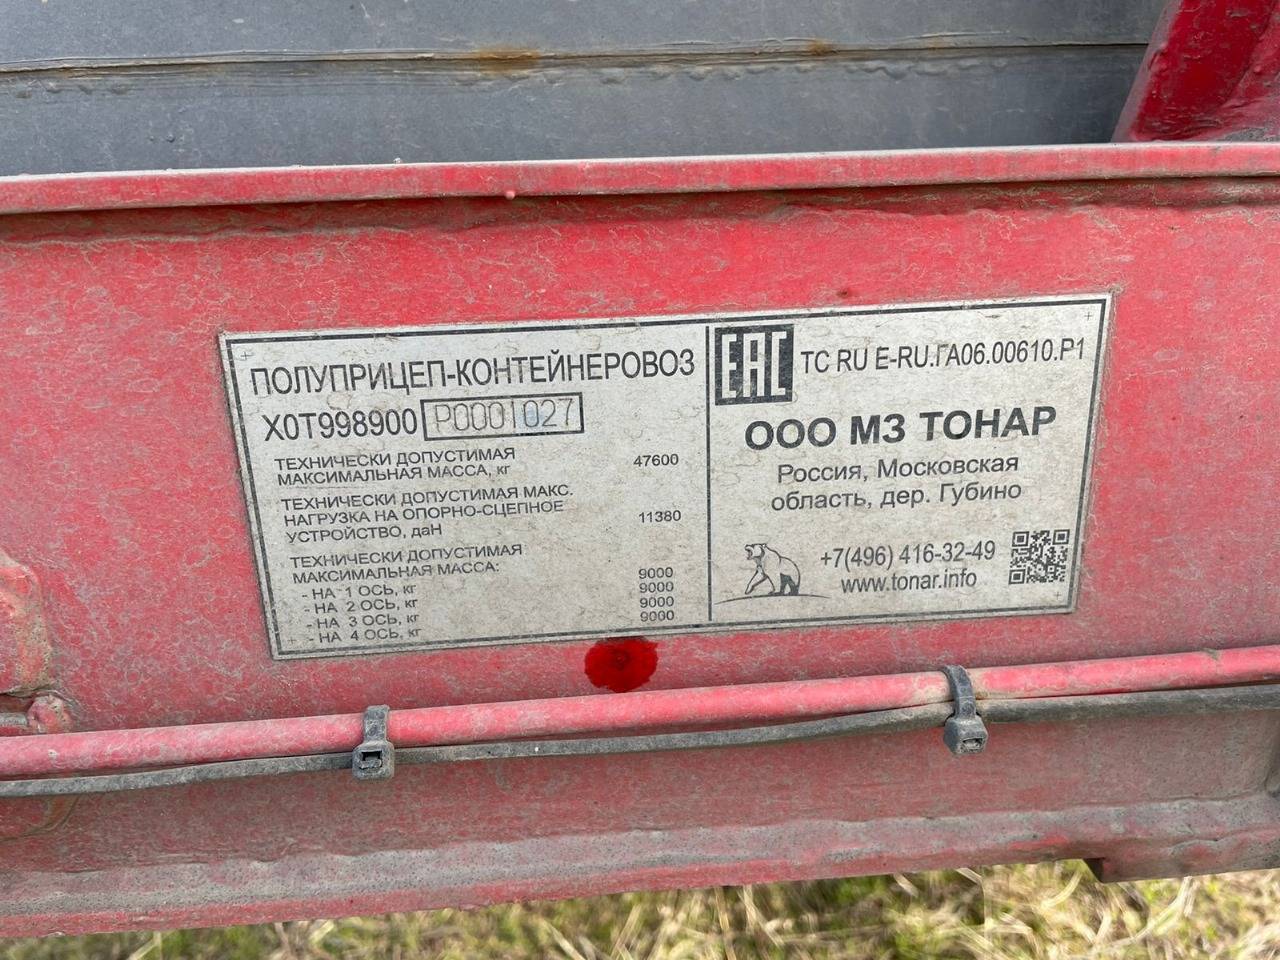 ПОЛУПРИЦЕП-КОНТЕЙНЕРОВОЗ
X0T998900 P0001027
ТЕХНИЧЕСКИ ДОПУСТИМАЯ
МАКСИМАЛЬНАЯ МАССА, кг 47600
ТЕХНИЧЕСКИ ДОПУСТИМАЯ МАКС.
НАГРУЗКА НА ОПОРНО-СЦЕПНОЕ
УСТРОЙСТВО, даН 11380
ТЕХНИЧЕСКИ ДОПУСТИМАЯ
МАКСИМАЛЬНАЯ МАССА:
- НА 1 ОСЬ, кг 9000
- НА 2 ОСЬ, кг 9000
- НА 3 ОСЬ, кг 9000
- НА 4 ОСЬ, кг 9000
EAC TC RU E-RU.ГА06.00610.P1
ООО МЗ ТОНАР
Россия, Московская
область, дер. Губино
+7(496) 416-32-49
www.tonar.info